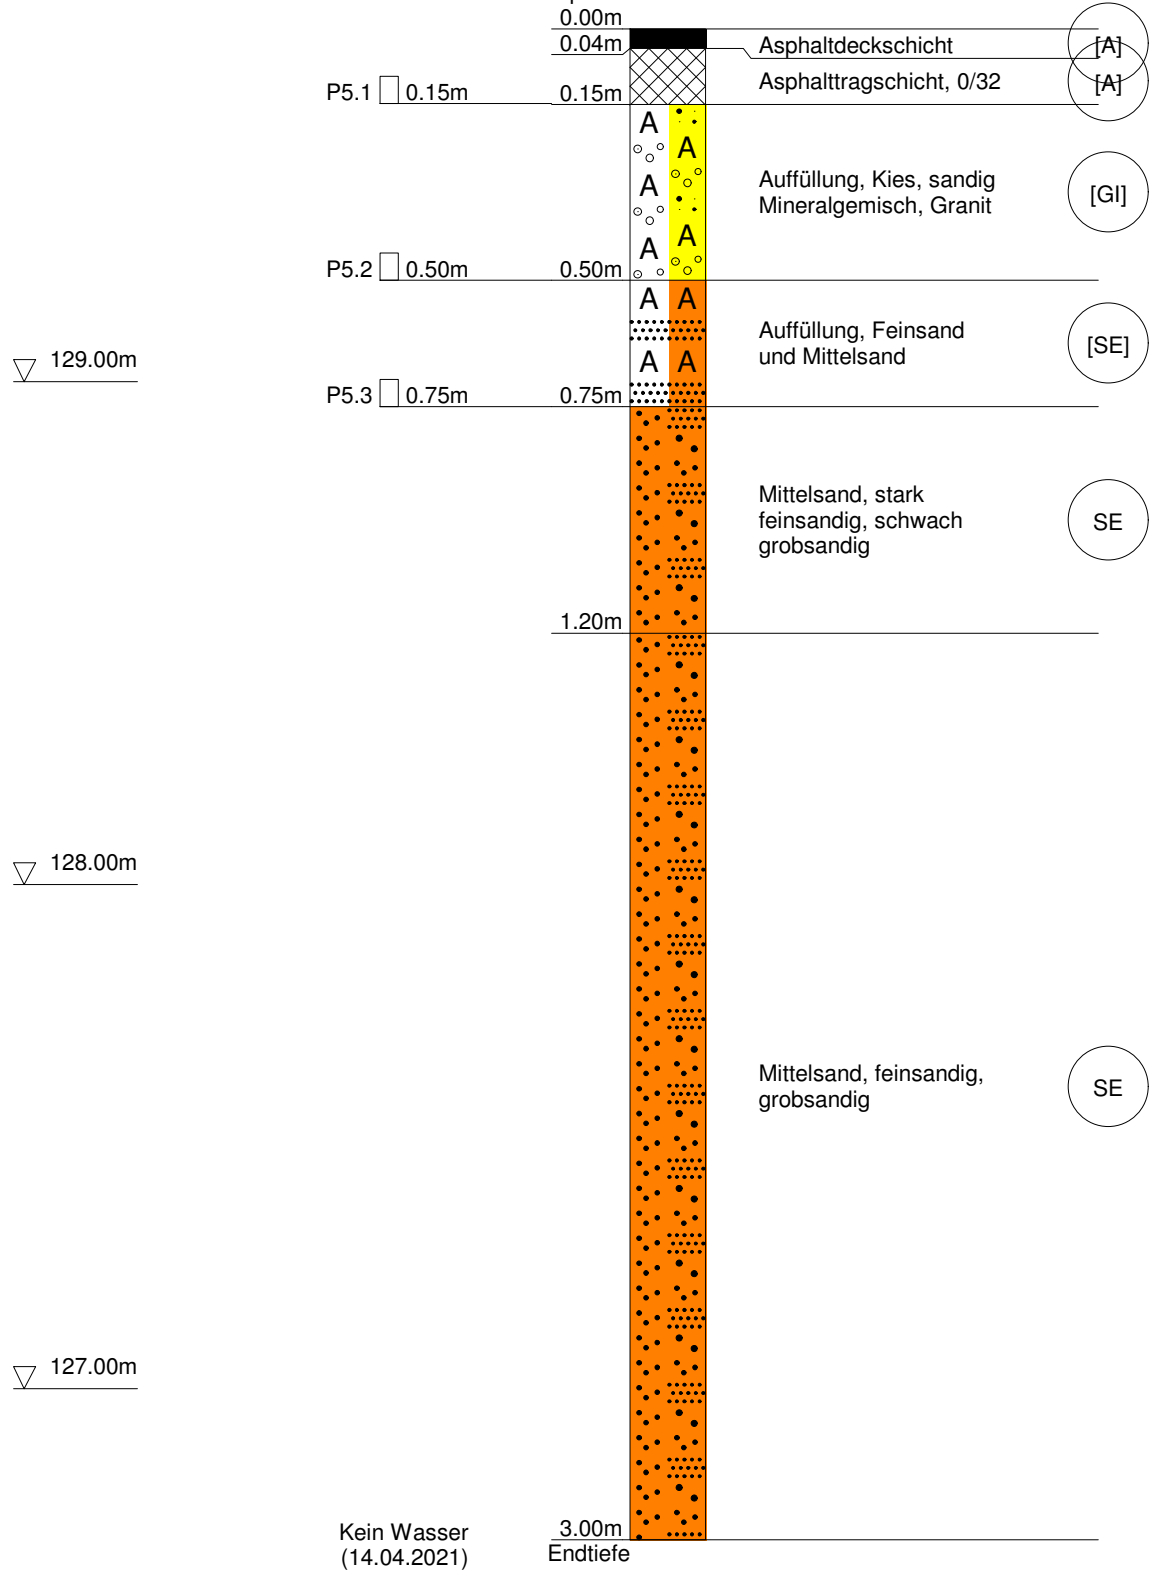 0.00m
0.04m
Asphaltdeckschicht
[A]
Asphalttragschicht, 0/32
[A]
P5.1
0.15m
0.15m
A
A
A
A
A
Auffüllung, Kies, sandig
Mineralgemisch, Granit
[GI]
P5.2
0.50m
0.50m
A A
Auffüllung, Feinsand
und Mittelsand
[SE]
129.00m
A A
P5.3
0.75m
0.75m
Mittelsand, stark
feinsandig, schwach
grobsandig
SE
1.20m
128.00m
Mittelsand, feinsandig,
grobsandig
SE
127.00m
Kein Wasser
(14.04.2021)
3.00m
Endtiefe